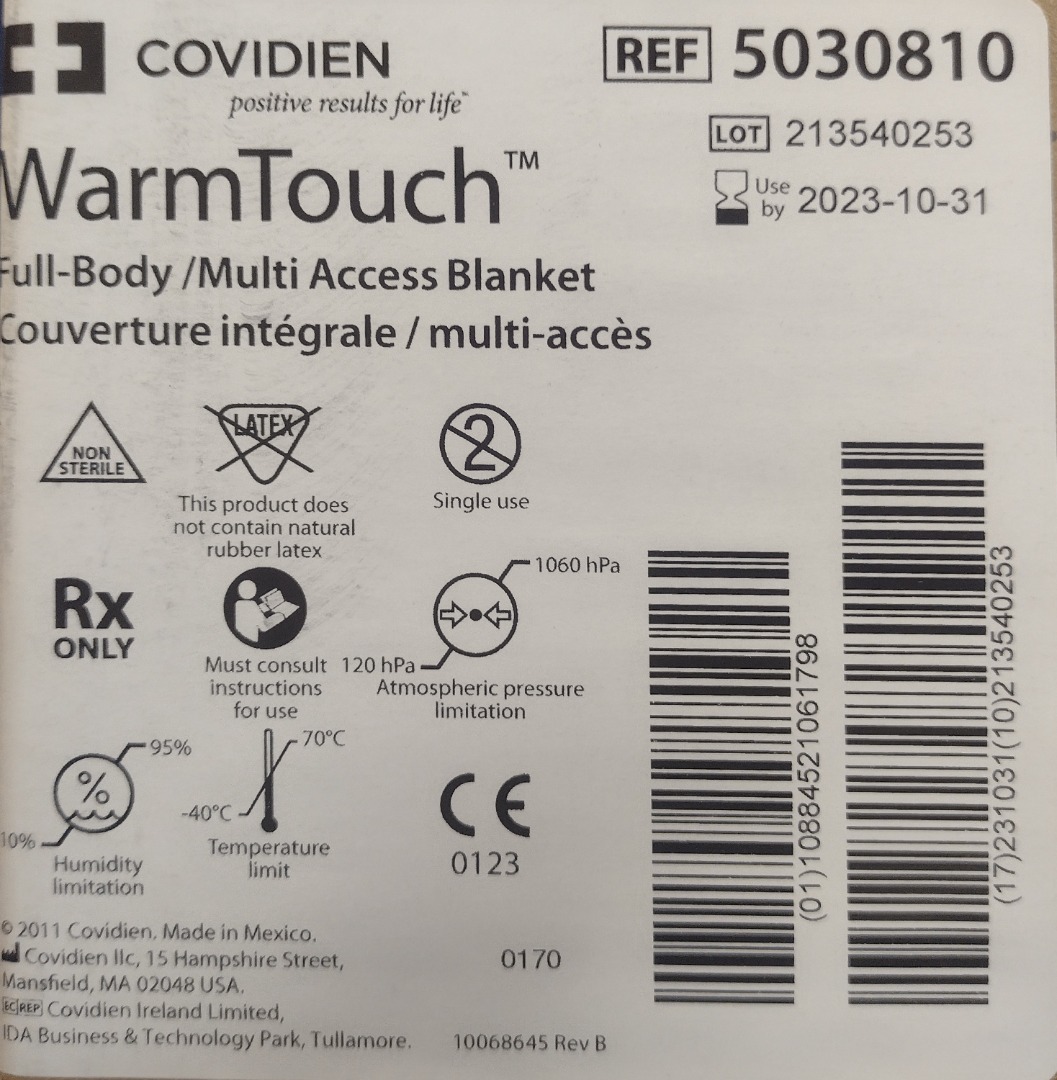 COVIDIEN
positive results for life™
REF 5030810
LOT 213540253
Use by 2023-10-31
WarmTouch™
Full-Body /Multi Access Blanket
Couverture intégrale / multi-accès
NON
STERILE
LATEX
This product does
not contain natural
rubber latex
2
Single use
Rx
ONLY
Must consult
instructions
for use
1060 hPa
120 hPa
Atmospheric pressure
limitation
95%
%
10%
Humidity
limitation
70°C
-40°C
Temperature
limit
CE
0123
(01)10884521061798
(17)231031(10)213540253
© 2011 Covidien. Made in Mexico.
Covidien llc, 15 Hampshire Street,
Mansfield, MA 02048 USA.
EC REP Covidien Ireland Limited,
IDA Business & Technology Park, Tullamore.
0170
10068645 Rev B